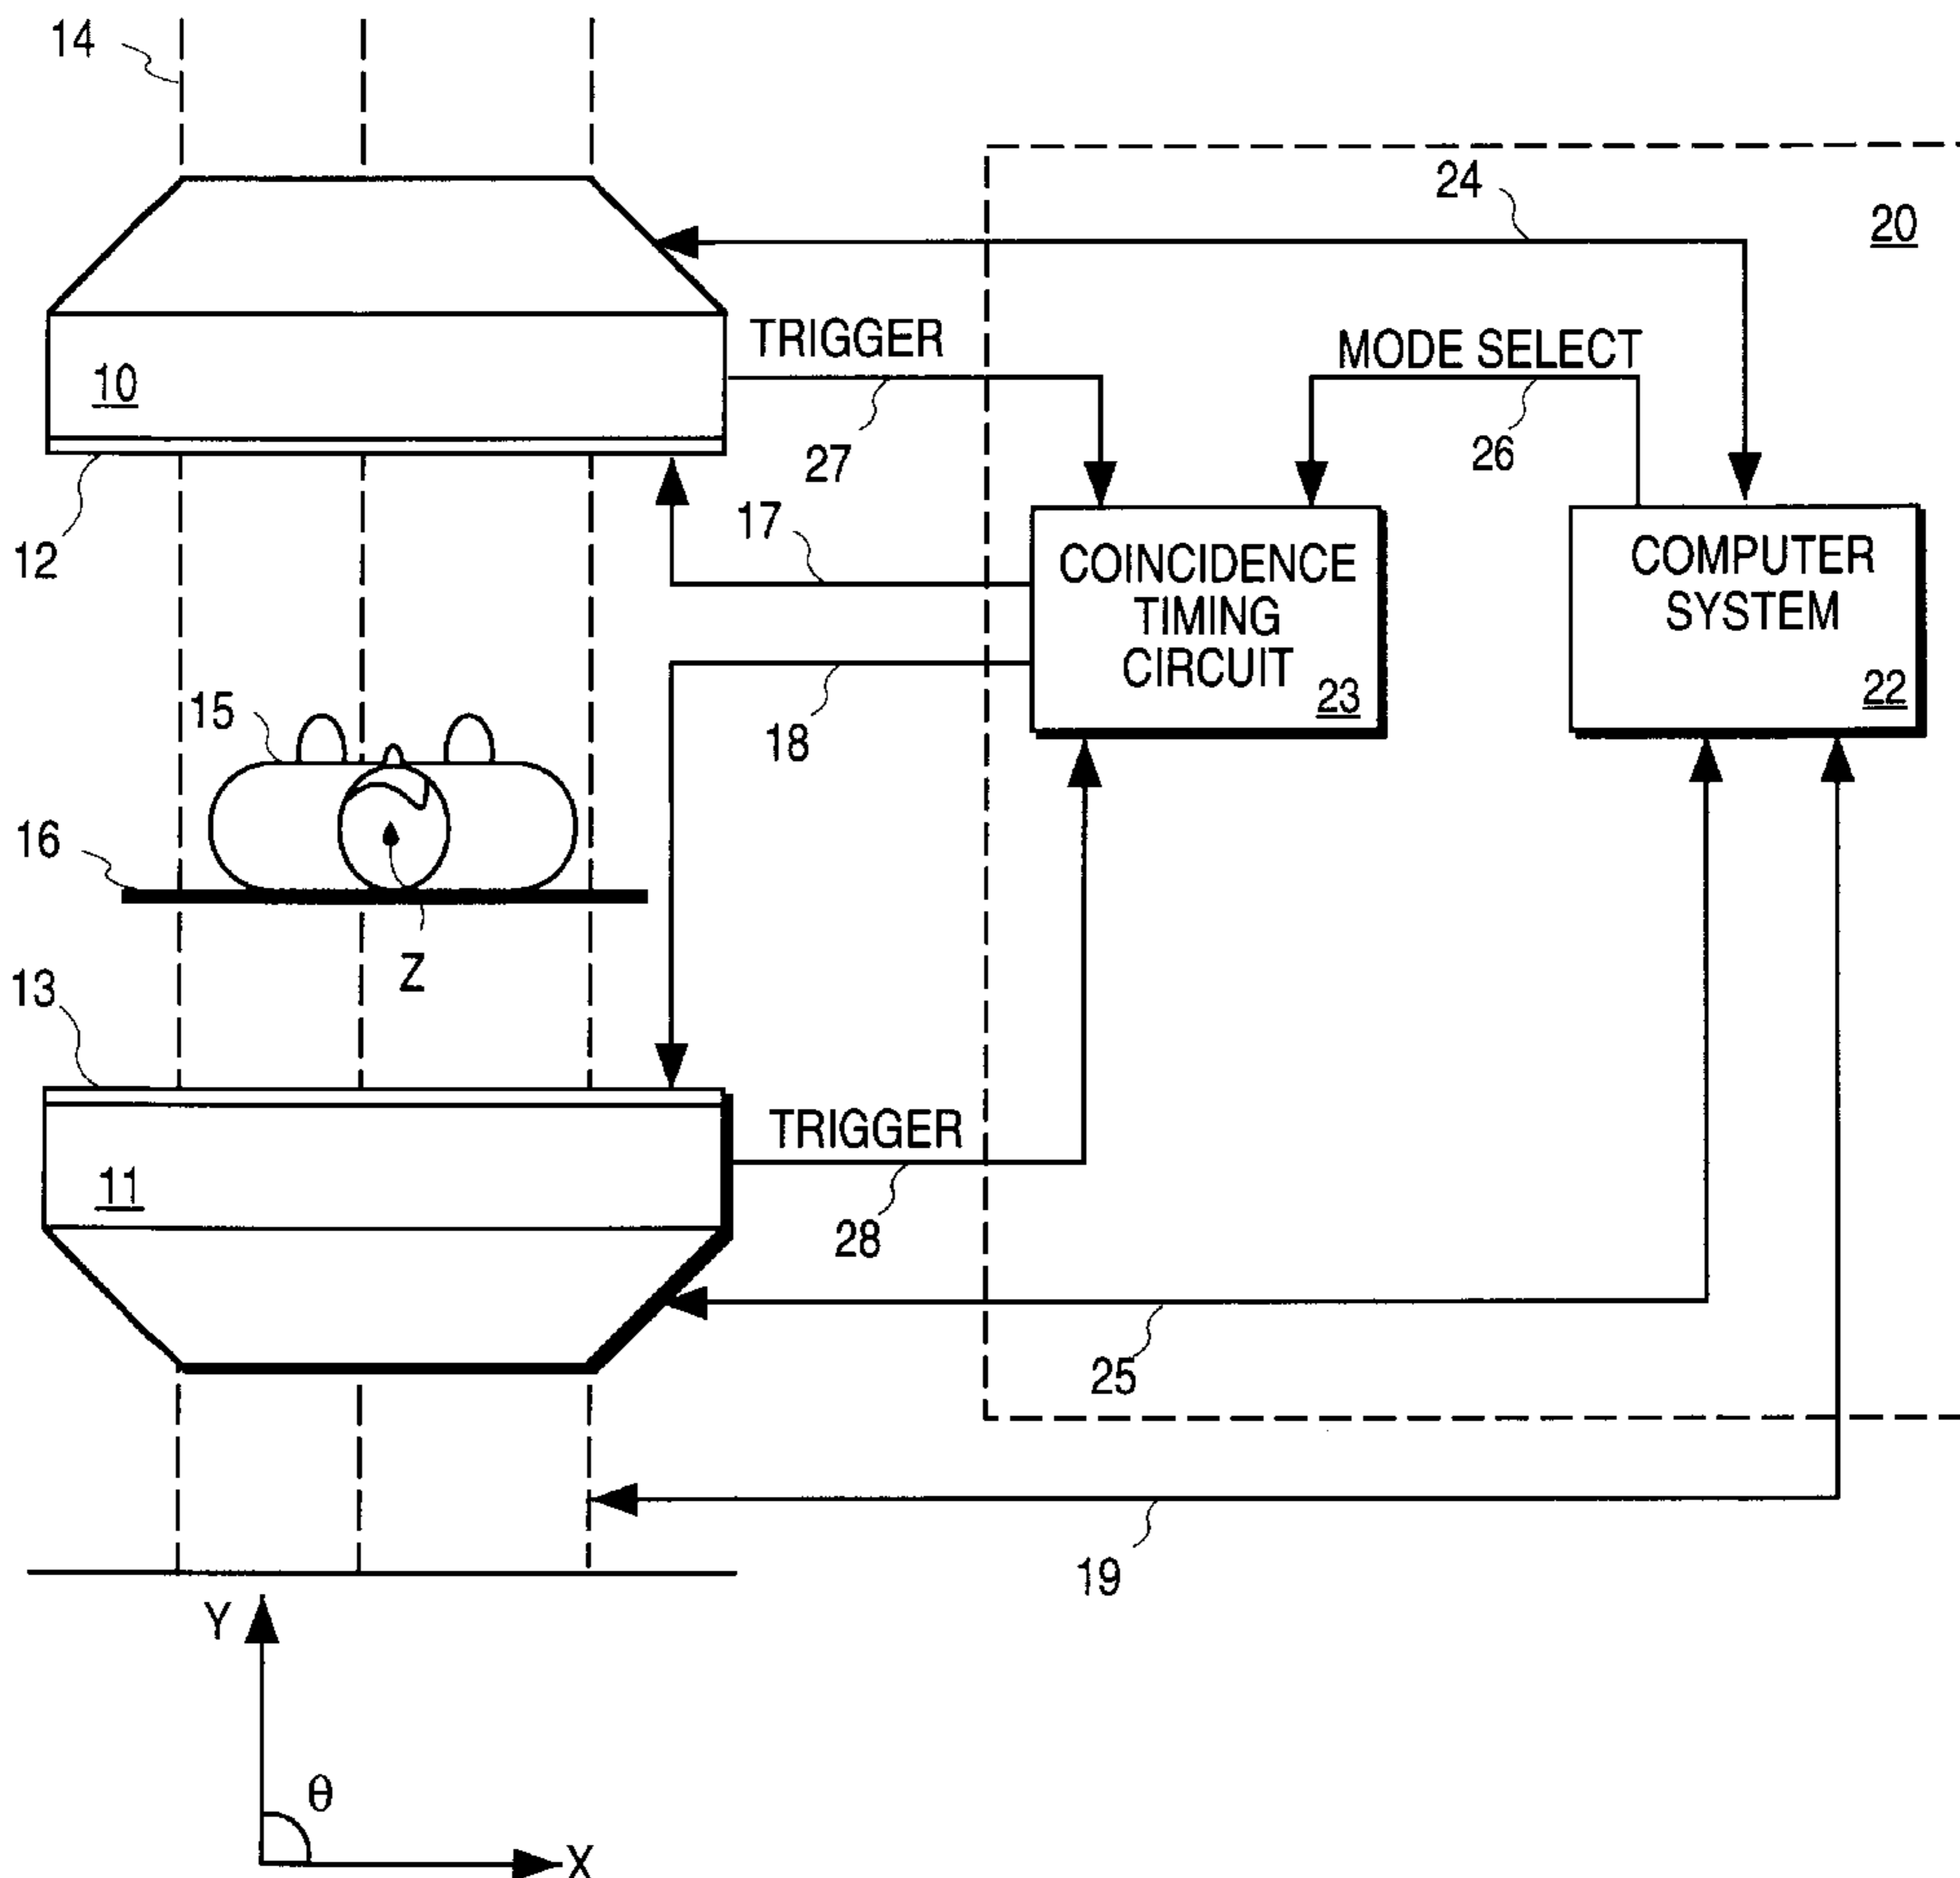 14
24
20
TRIGGER
MODE SELECT
10
27
26
17
12
COINCIDENCE
TIMING
CIRCUIT
23
COMPUTER
SYSTEM
22
15
18
16
Z
13
TRIGGER
11
28
25
19
Y
θ
X